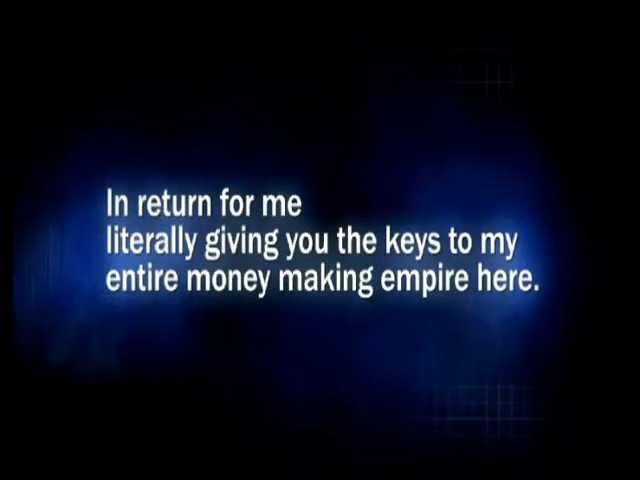 In return for me
literally giving you the keys to my
entire money making empire here.